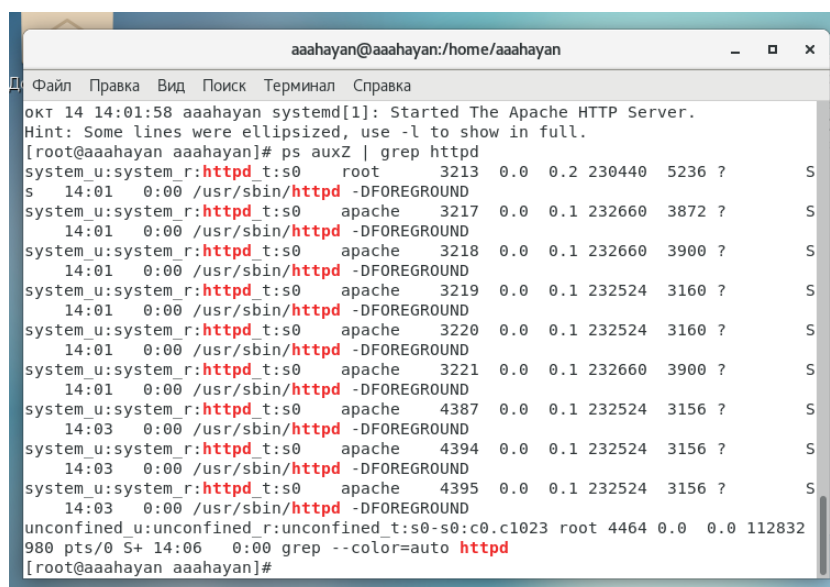 aaahayan@aaahayan:/home/aaahayan
Файл Правка Вид Поиск Терминал Справка
окт 14 14:01:58 aaahayan systemd[1]: Started The Apache HTTP Server.
Hint: Some lines were ellipsized, use -l to show in full.
[root@aaahayan aaahayan]# ps auxZ | grep httpd
system_u:system_r:httpd_t:s0    root      3213  0.0  0.2 230440  5236 ?        S
s   14:01   0:00 /usr/sbin/httpd -DFOREGROUND
system_u:system_r:httpd_t:s0    apache    3217  0.0  0.1 232660  3872 ?        S
    14:01   0:00 /usr/sbin/httpd -DFOREGROUND
system_u:system_r:httpd_t:s0    apache    3218  0.0  0.1 232660  3900 ?        S
    14:01   0:00 /usr/sbin/httpd -DFOREGROUND
system_u:system_r:httpd_t:s0    apache    3219  0.0  0.1 232524  3160 ?        S
    14:01   0:00 /usr/sbin/httpd -DFOREGROUND
system_u:system_r:httpd_t:s0    apache    3220  0.0  0.1 232524  3160 ?        S
    14:01   0:00 /usr/sbin/httpd -DFOREGROUND
system_u:system_r:httpd_t:s0    apache    3221  0.0  0.1 232660  3900 ?        S
    14:01   0:00 /usr/sbin/httpd -DFOREGROUND
system_u:system_r:httpd_t:s0    apache    4387  0.0  0.1 232524  3156 ?        S
    14:03   0:00 /usr/sbin/httpd -DFOREGROUND
system_u:system_r:httpd_t:s0    apache    4394  0.0  0.1 232524  3156 ?        S
    14:03   0:00 /usr/sbin/httpd -DFOREGROUND
system_u:system_r:httpd_t:s0    apache    4395  0.0  0.1 232524  3156 ?        S
    14:03   0:00 /usr/sbin/httpd -DFOREGROUND
unconfined_u:unconfined_r:unconfined_t:s0-s0:c0.c1023 root 4464 0.0  0.0 112832
980 pts/0 S+ 14:06   0:00 grep --color=auto httpd
[root@aaahayan aaahayan]#